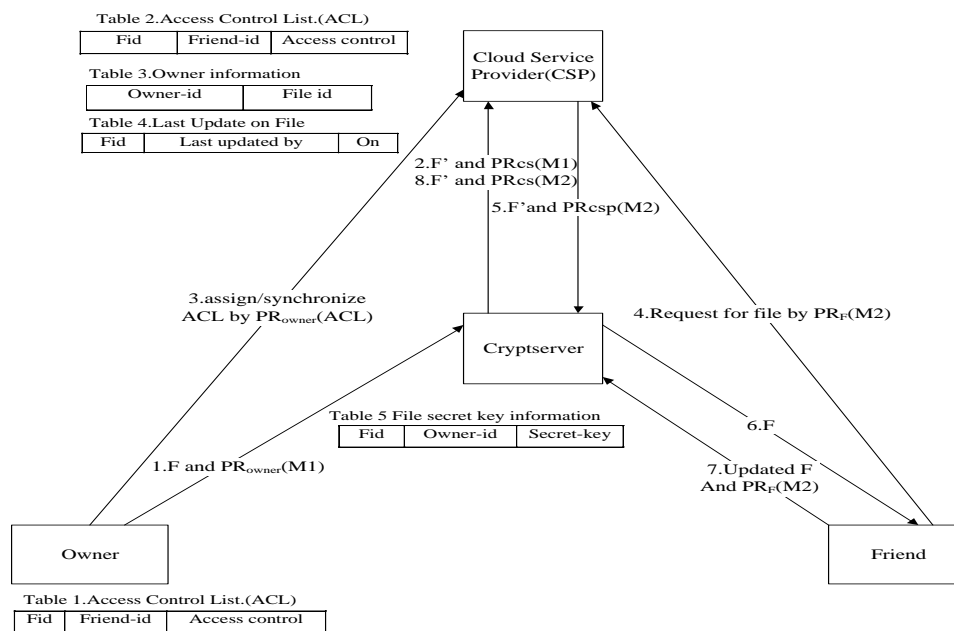 Table 2.Access Control List.(ACL)
Fid Friend-id Access control
Table 3.Owner information
Owner-id File id
Table 4.Last Update on File
Fid Last updated by On
Cloud Service
Provider(CSP)
2.F’ and PRcs(M1)
8.F’ and PRcs(M2)
5.F’and PRcsp(M2)
3.assign/synchronize
ACL by PRowner(ACL)
4.Request for file by PRF(M2)
Cryptserver
Table 5 File secret key information
Fid Owner-id Secret-key
6.F
1.F and PRowner(M1)
7.Updated F
And PRF(M2)
Owner
Friend
Table 1.Access Control List.(ACL)
Fid Friend-id Access control